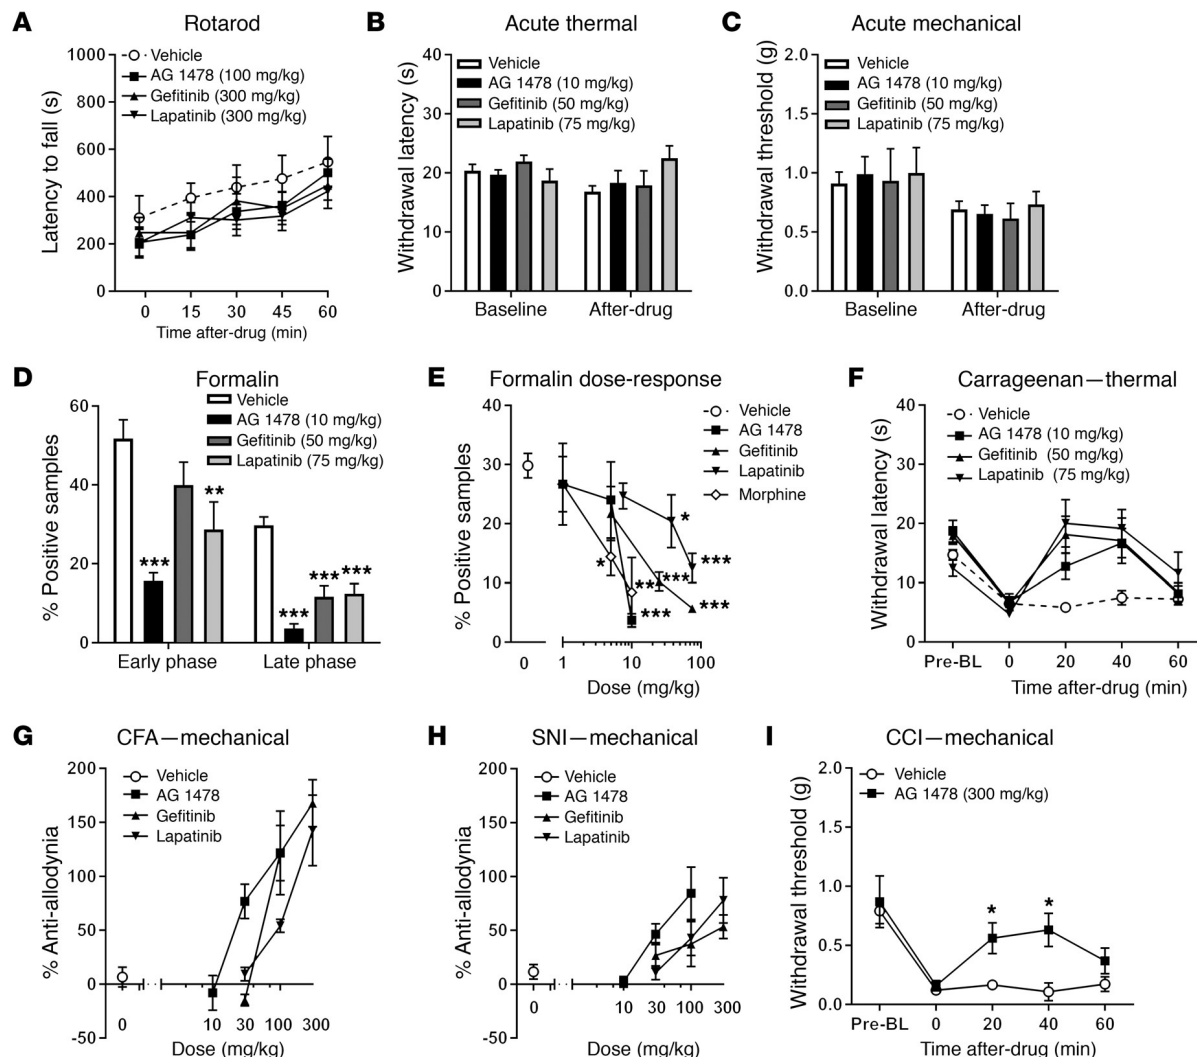 A Rotarod
1000
800
600
400
200
0
Latency to fall (s)
Vehicle
AG 1478 (100 mg/kg)
Gefitinib (300 mg/kg)
Lapatinib (300 mg/kg)
0 15 30 45 60
Time after-drug (min)
B Acute thermal
40
30
20
10
0
Withdrawal latency (s)
Vehicle
AG 1478 (10 mg/kg)
Gefitinib (50 mg/kg)
Lapatinib (75 mg/kg)
Baseline After-drug
C Acute mechanical
2.0
1.5
1.0
0.5
0.0
Withdrawal threshold (g)
Vehicle
AG 1478 (10 mg/kg)
Gefitinib (50 mg/kg)
Lapatinib (75 mg/kg)
Baseline After-drug
D Formalin
60
40
20
0
% Positive samples
Vehicle
AG 1478 (10 mg/kg)
Gefitinib (50 mg/kg)
Lapatinib (75 mg/kg)
*** ** *** *** ***
Early phase Late phase
E Formalin dose-response
40
30
20
10
0
% Positive samples
Vehicle
AG 1478
Gefitinib
Lapatinib
Morphine
*
***
* ** ***
*** ***
0 1 10 100
Dose (mg/kg)
F Carrageenan—thermal
40
30
20
10
0
Withdrawal latency (s)
Vehicle
AG 1478 (10 mg/kg)
Gefitinib (50 mg/kg)
Lapatinib (75 mg/kg)
Pre-BL 0 20 40 60
Time after-drug (min)
G CFA—mechanical
200
150
100
50
0
-50
% Anti-allodynia
Vehicle
AG 1478
Gefitinib
Lapatinib
0 10 30 100 300
Dose (mg/kg)
H SNI—mechanical
200
150
100
50
0
-50
% Anti-allodynia
Vehicle
AG 1478
Gefitinib
Lapatinib
0 10 30 100 300
Dose (mg/kg)
I CCI—mechanical
2.0
1.5
1.0
0.5
0.0
Withdrawal threshold (g)
Vehicle
AG 1478 (300 mg/kg)
* *
Pre-BL 0 20 40 60
Time after-drug (min)